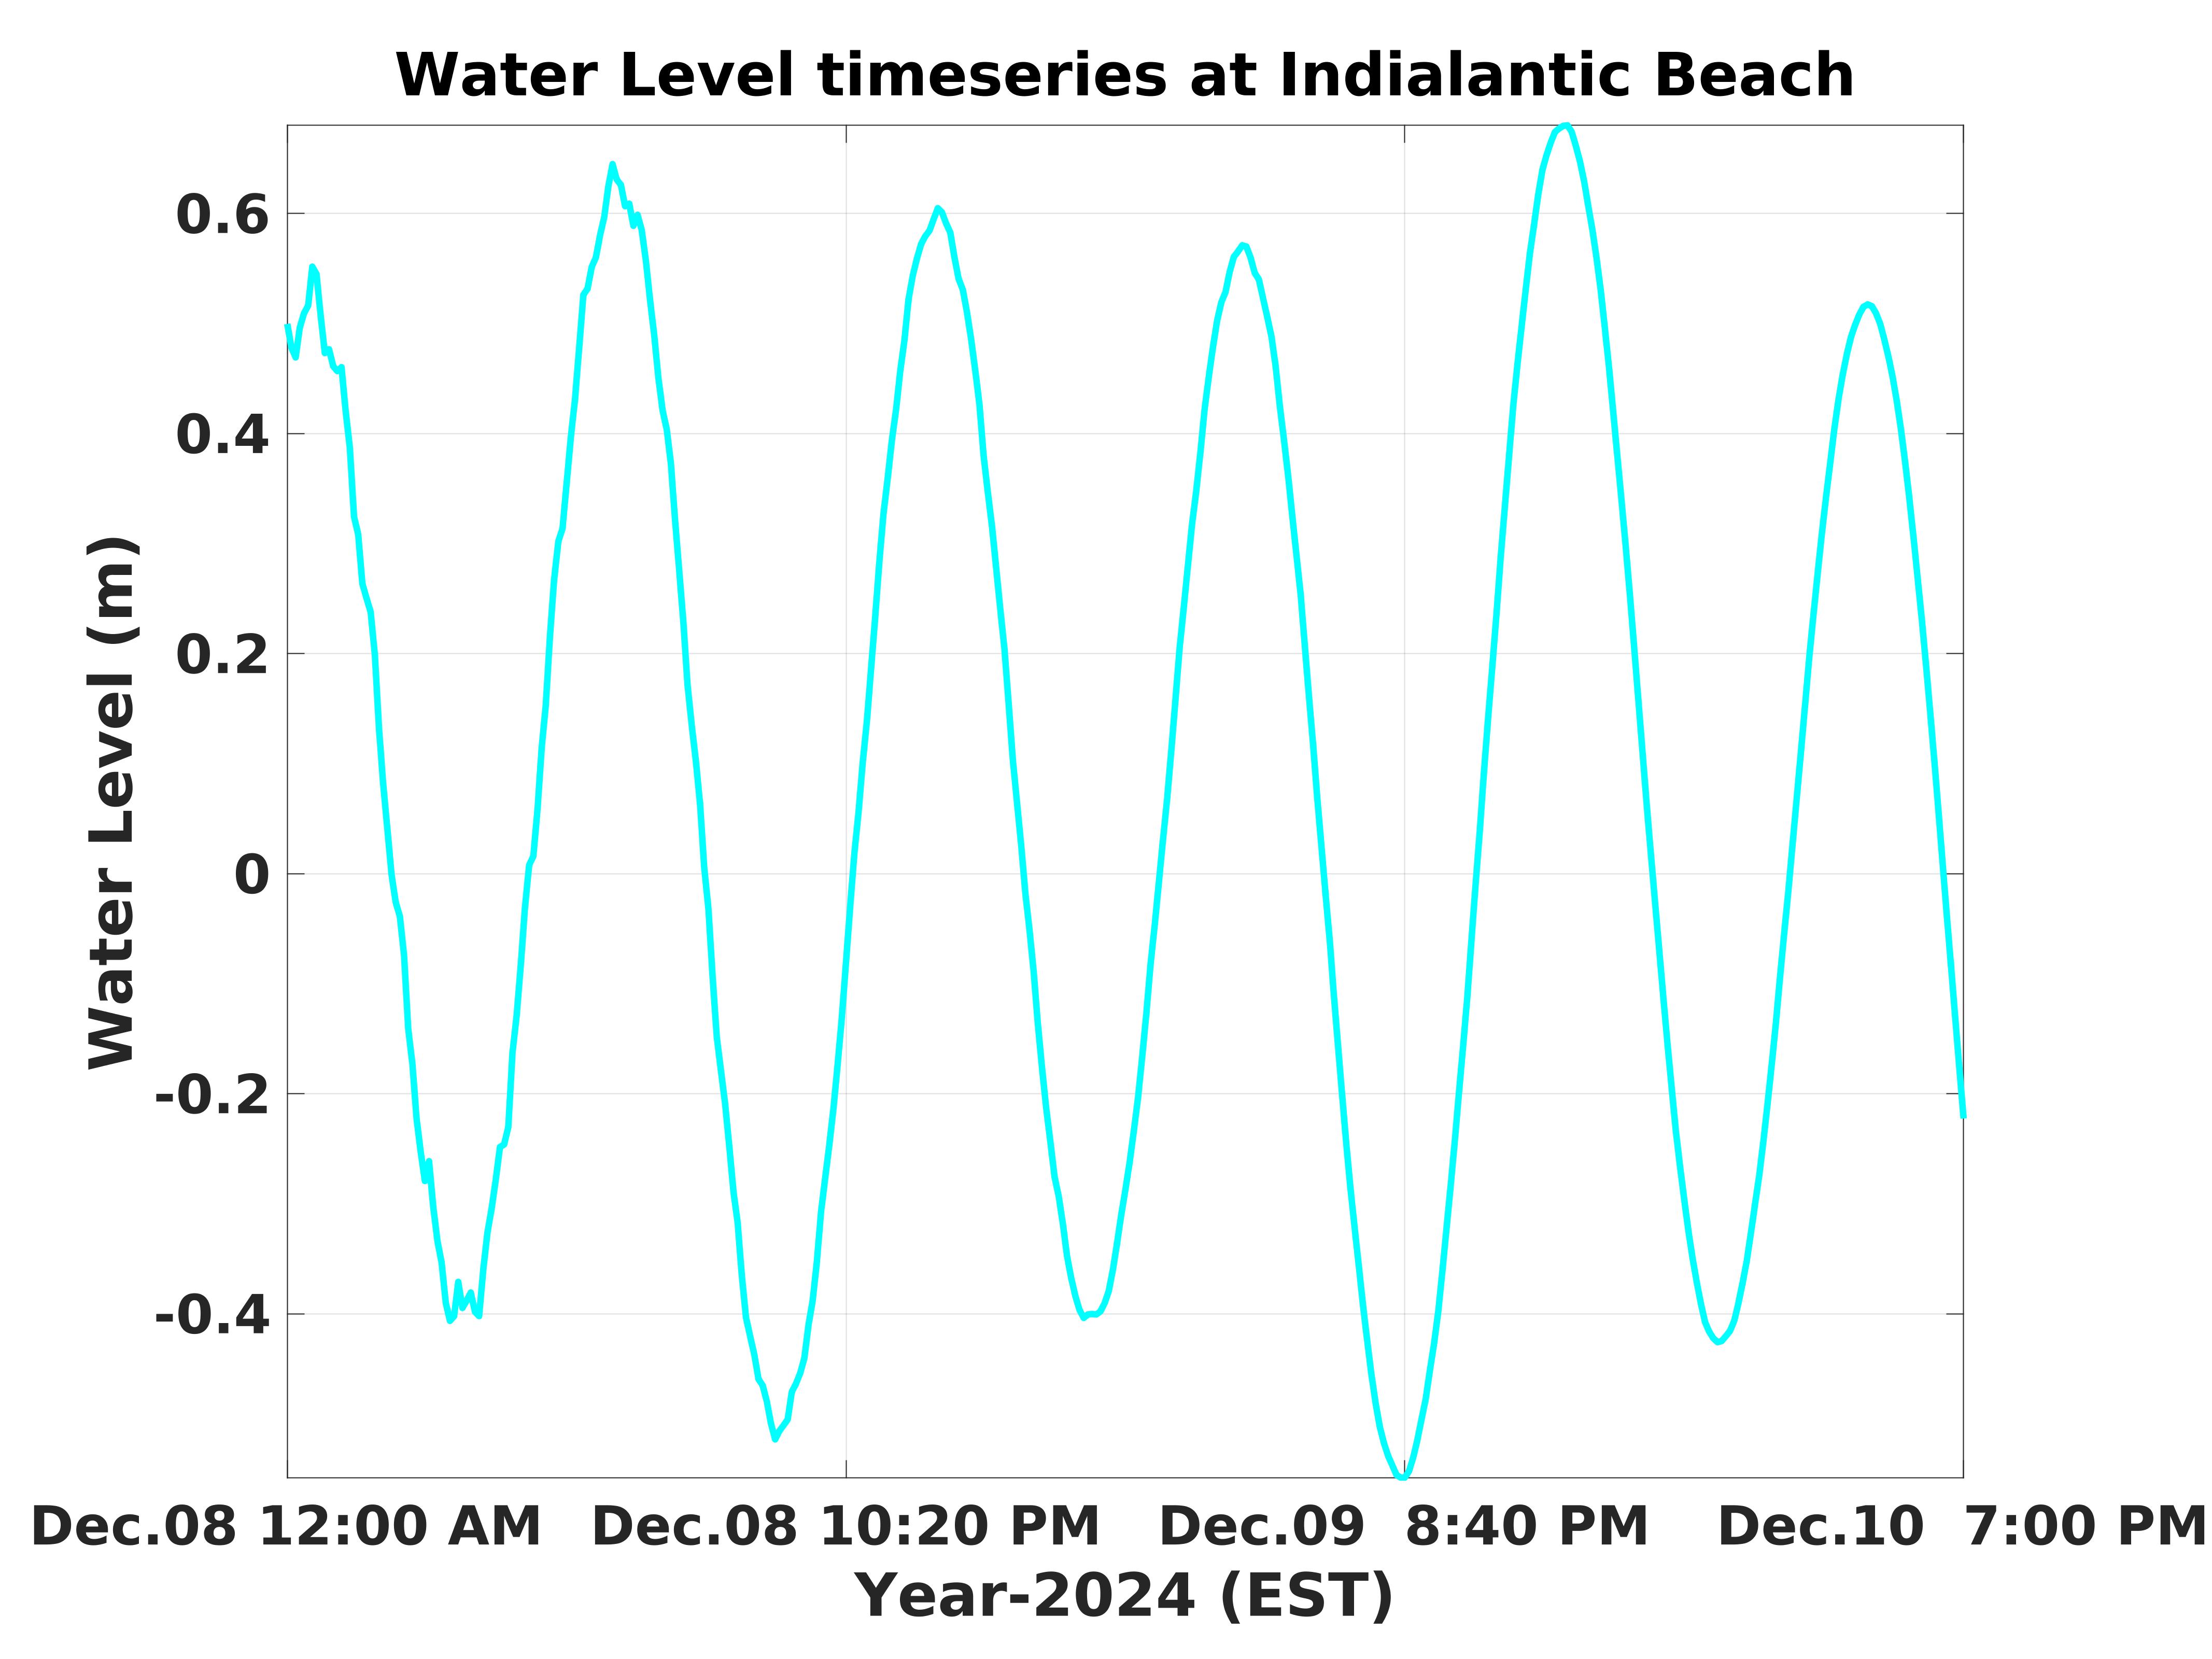 Water Level timeseries at Indialantic Beach
0.6
0.4
0.2
0
-0.2
-0.4
Water Level (m)
Dec.08 12:00 AM Dec.08 10:20 PM Dec.09 8:40 PM Dec.10 7:00 PM
Year-2024 (EST)